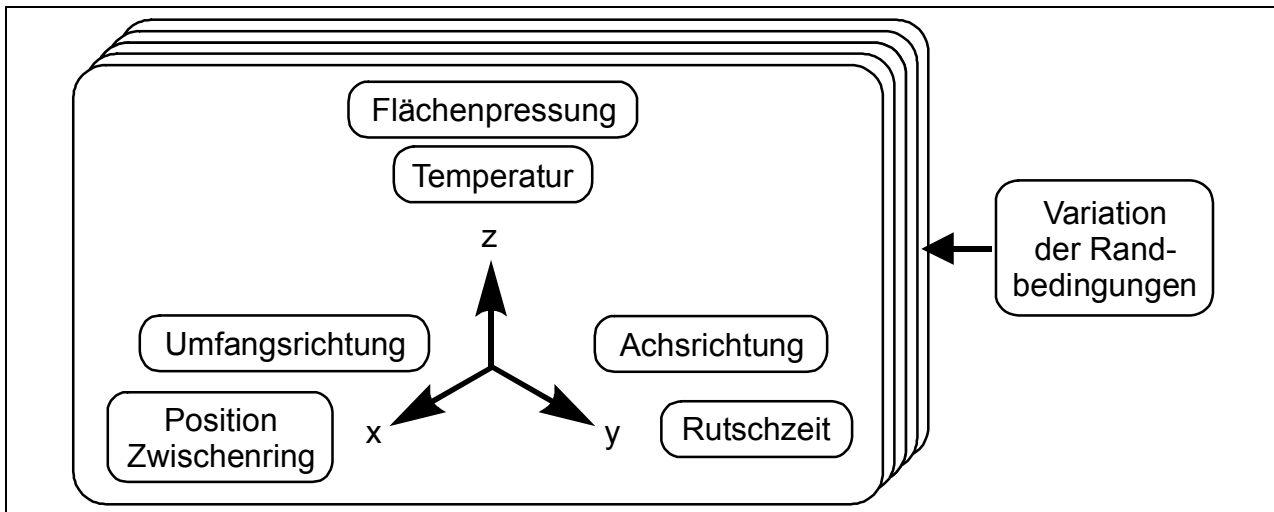 Flächenpressung
Temperatur
z
Variation
der Rand-
bedingungen
Umfangsrichtung
Achsrichtung
Position
Zwischenring
x
y
Rutschzeit